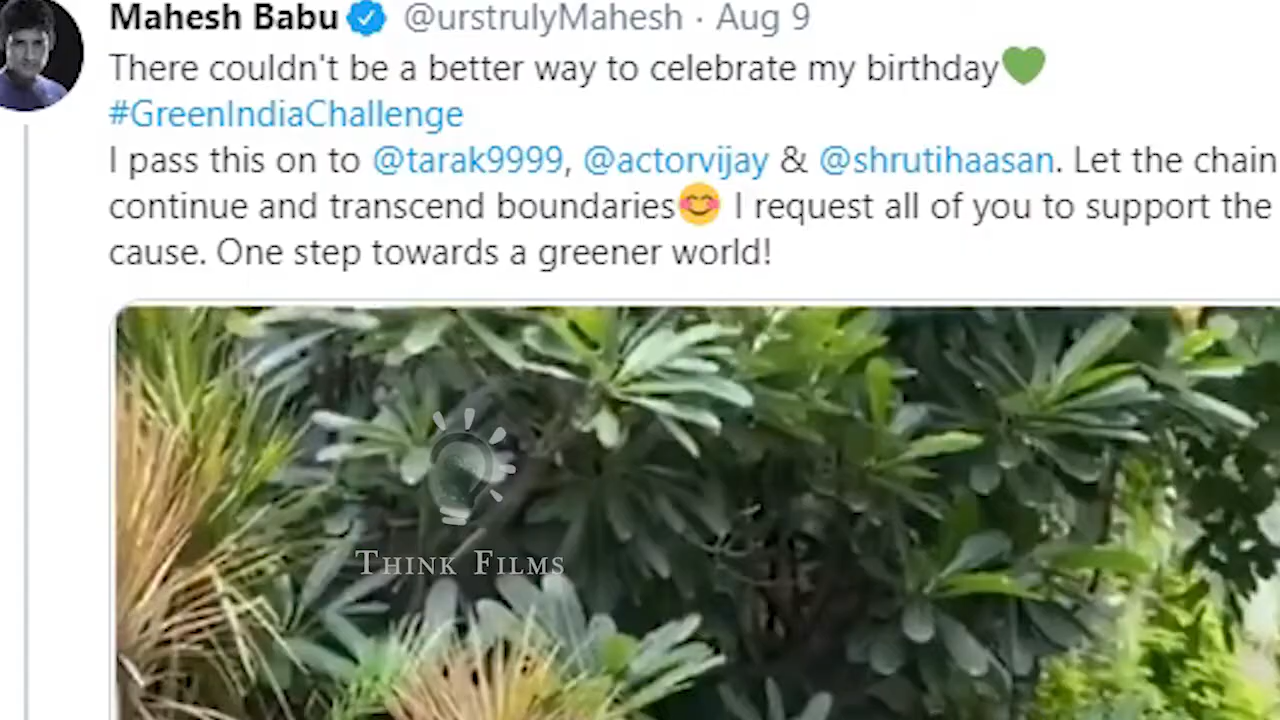 Mahesh Babu @urstrulyMahesh · Aug 9
There couldn't be a better way to celebrate my birthday💚
#GreenIndiaChallenge
I pass this on to @tarak9999, @actorvijay & @shrutihaasan. Let the chain
continue and transcend boundaries😊 I request all of you to support the
cause. One step towards a greener world!
THINK FILMS